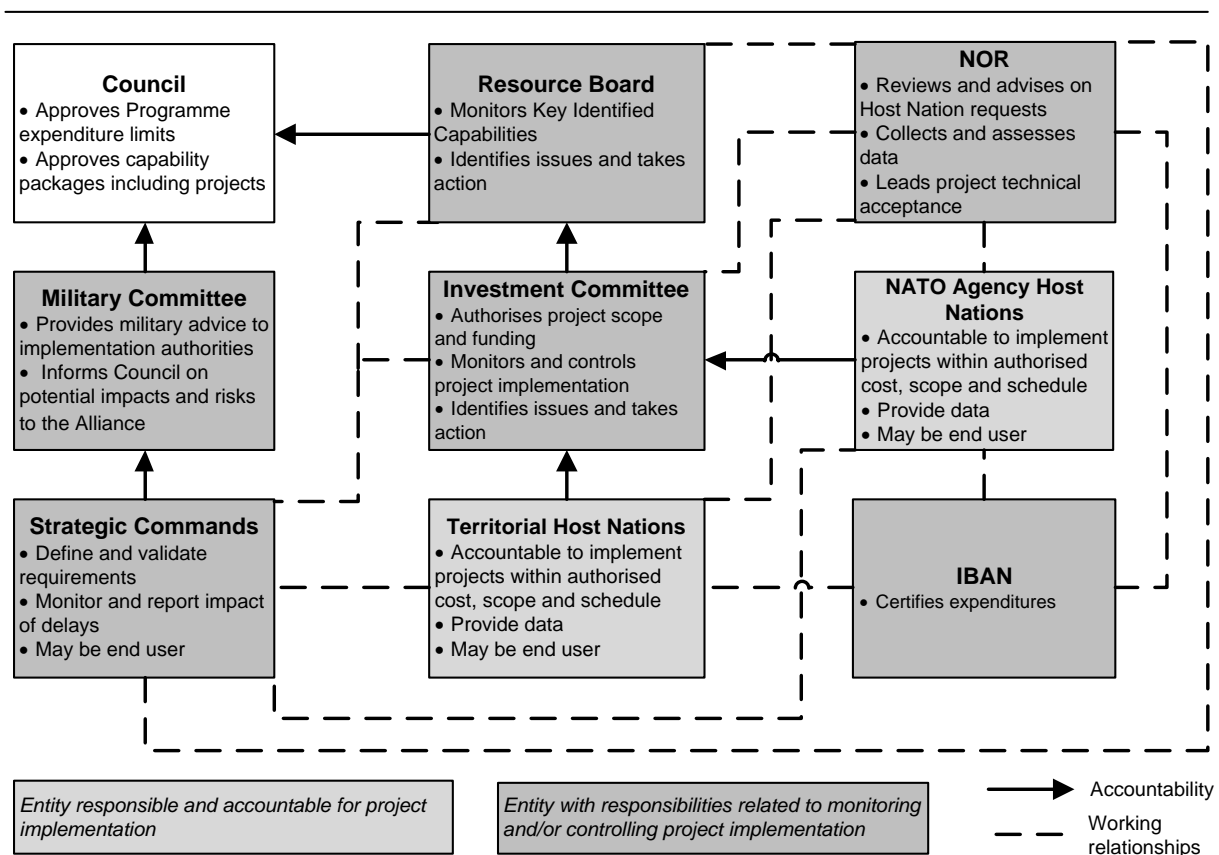 Council
• Approves Programme
expenditure limits
• Approves capability
packages including projects
Resource Board
• Monitors Key Identified
Capabilities
• Identifies issues and takes
action
NOR
• Reviews and advises on
Host Nation requests
• Collects and assesses
data
• Leads project technical
acceptance
Military Committee
• Provides military advice to
implementation authorities
• Informs Council on
potential impacts and risks
to the Alliance
Investment Committee
• Authorises project scope
and funding
• Monitors and controls
project implementation
• Identifies issues and takes
action
NATO Agency Host
Nations
• Accountable to implement
projects within authorised
cost, scope and schedule
• Provide data
• May be end user
Strategic Commands
• Define and validate
requirements
• Monitor and report impact
of delays
• May be end user
Territorial Host Nations
• Accountable to implement
projects within authorised
cost, scope and schedule
• Provide data
• May be end user
IBAN
• Certifies expenditures
Entity responsible and accountable for project
implementation
Entity with responsibilities related to monitoring
and/or controlling project implementation
Accountability
Working
relationships